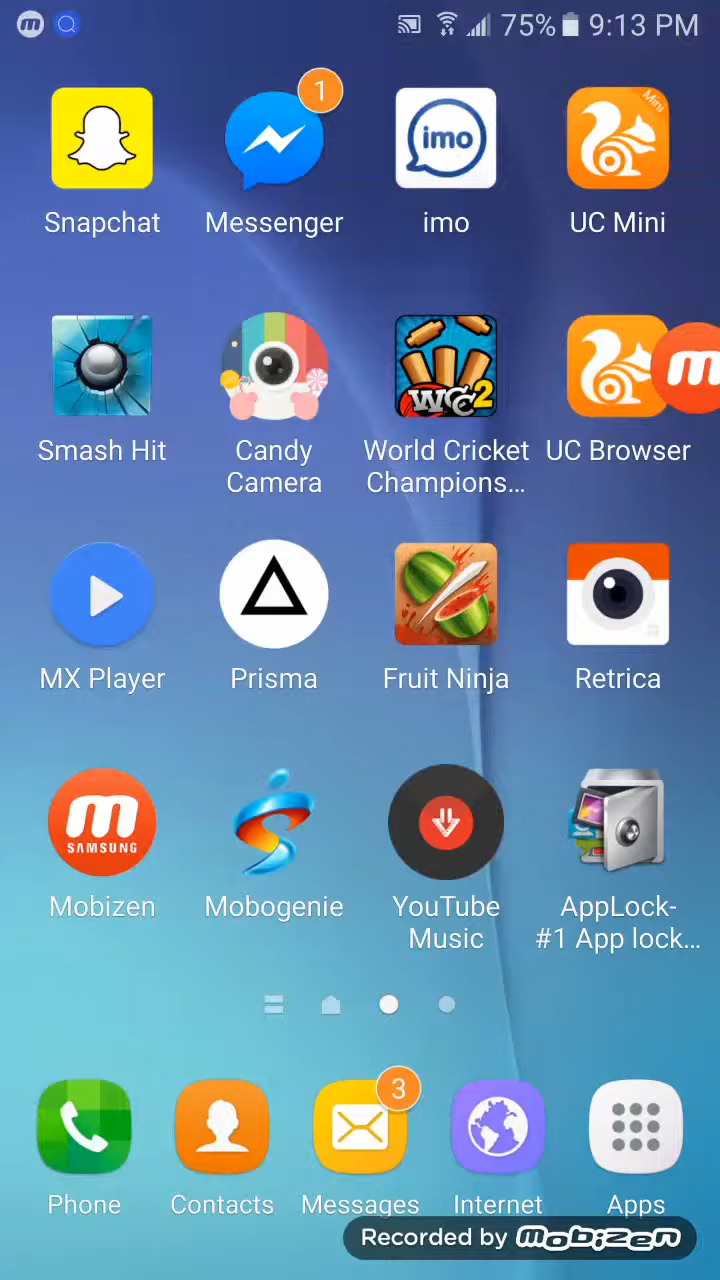 m 75% 9:13 PM
1
imo
Mini
Snapchat Messenger imo UC Mini
WCC2
m
Smash Hit Candy Camera World Cricket Champions... UC Browser
MX Player Prisma Fruit Ninja Retrica
m
SAMSUNG
Mobizen Mobogenie YouTube Music AppLock- #1 App lock...
3
Phone Contacts Messages Internet Apps
Recorded by mobizen